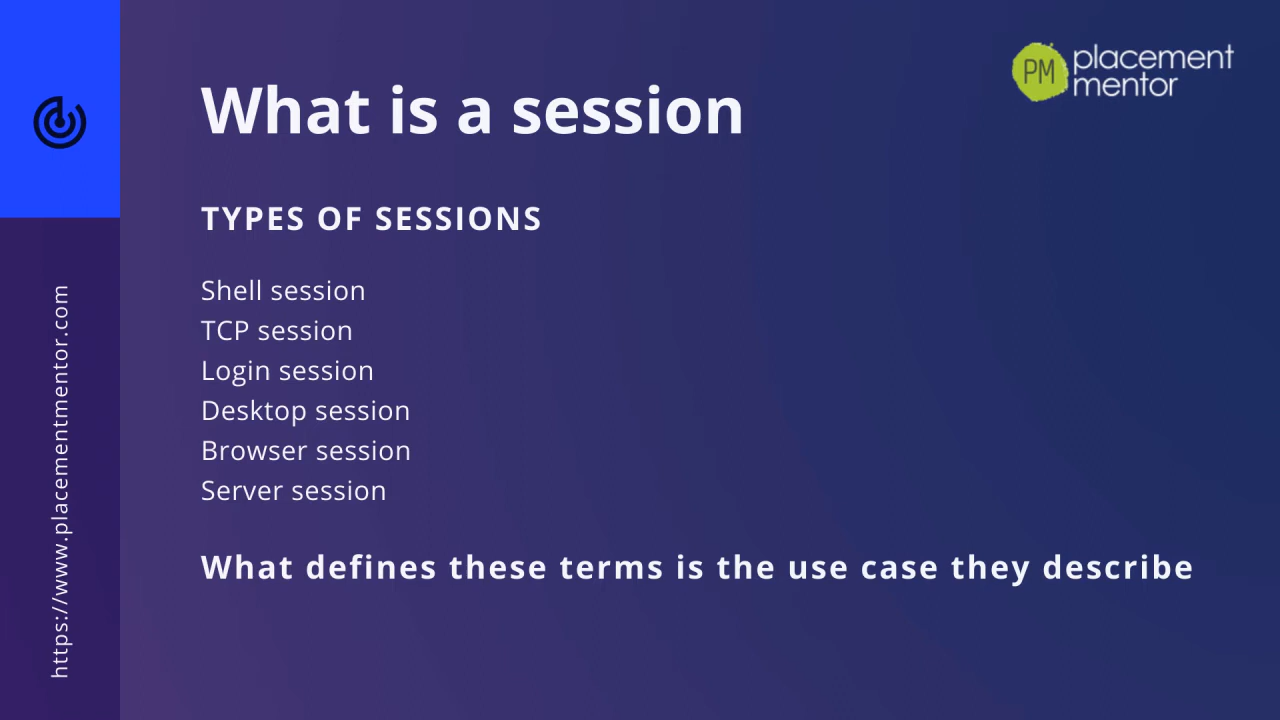 PM
placement
mentor
What is a session
TYPES OF SESSIONS
Shell session
TCP session
Login session
Desktop session
Browser session
Server session
What defines these terms is the use case they describe
https://www.placementmentor.com